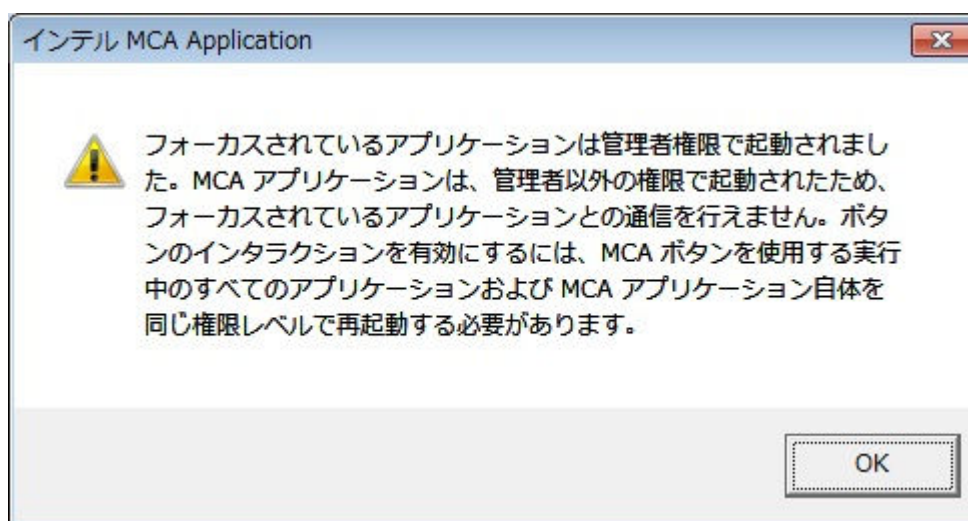 インテル MCA Application
フォーカスされているアプリケーションは管理者権限で起動されまし
た。MCA アプリケーションは、管理者以外の権限で起動されたため、
フォーカスされているアプリケーションとの通信を行えません。ボタ
ンのインタラクションを有効にするには、MCA ボタンを使用する実行
中のすべてのアプリケーションおよび MCA アプリケーション自体を
同じ権限レベルで再起動する必要があります。
OK